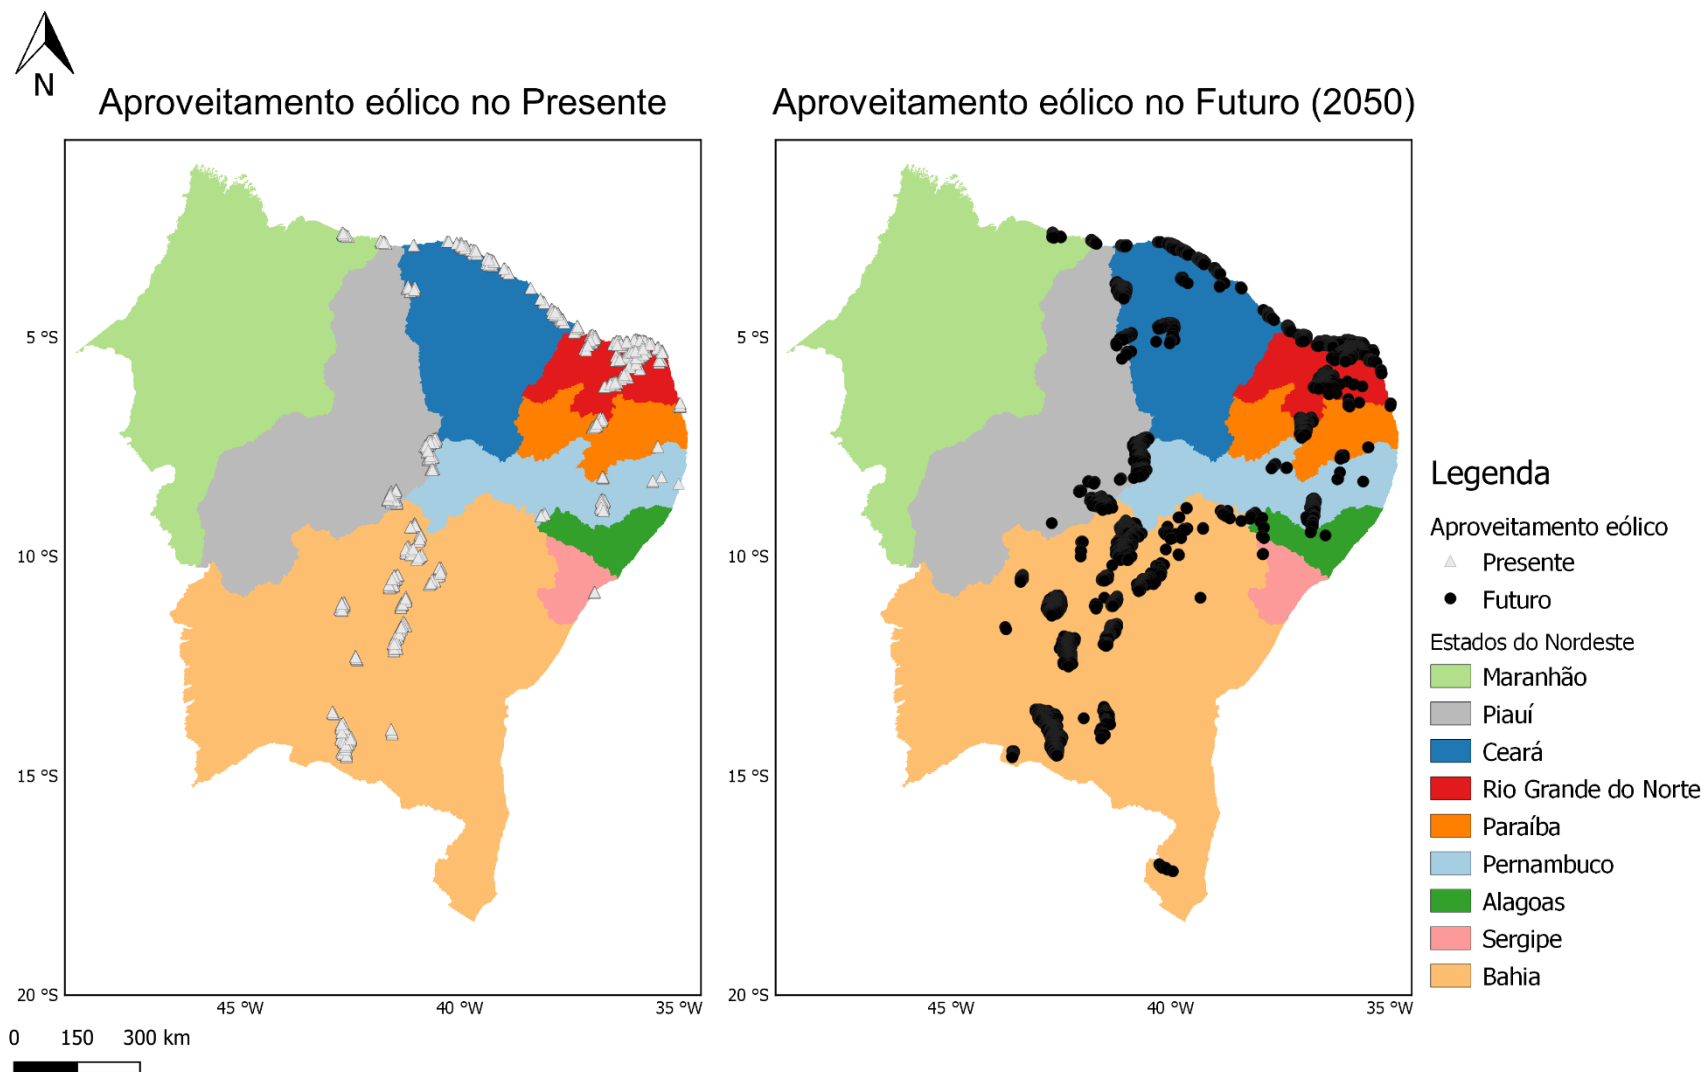 N
Aproveitamento eólico no Presente
Aproveitamento eólico no Futuro (2050)
5 °S
10 °S
15 °S
20 °S
45 °W
40 °W
35 °W
5 °S
10 °S
15 °S
20 °S
45 °W
40 °W
35 °W
0 150 300 km
Legenda
Aproveitamento eólico
Presente
Futuro
Estados do Nordeste
Maranhão
Piauí
Ceará
Rio Grande do Norte
Paraíba
Pernambuco
Alagoas
Sergipe
Bahia